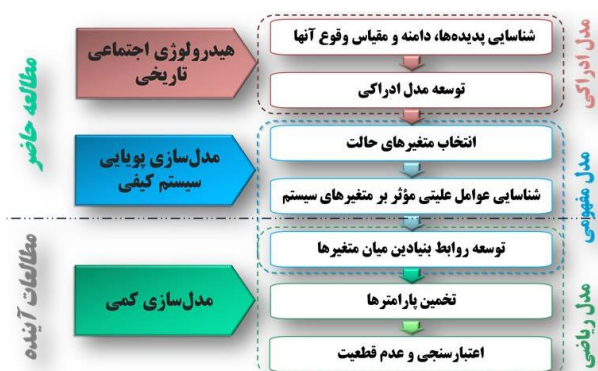 مدل ادراکی
شناسایی پدیده‌ها، دامنه و مقیاس وقوع آنها
توسعه مدل ادراکی
هیدرولوژی اجتماعی
تاریخی
مطالعه حاضر
مدل مفهومی
انتخاب متغیرهای حالت
شناسایی عوامل علیتی مؤثر بر متغیرهای سیستم
مدل‌سازی پویایی
سیستم کیفی
توسعه روابط بنیادین میان متغیرها
مدل ریاضی
تخمین پارامترها
اعتبارسنجی و عدم قطعیت
مدل‌سازی کمی
مطالعات آینده